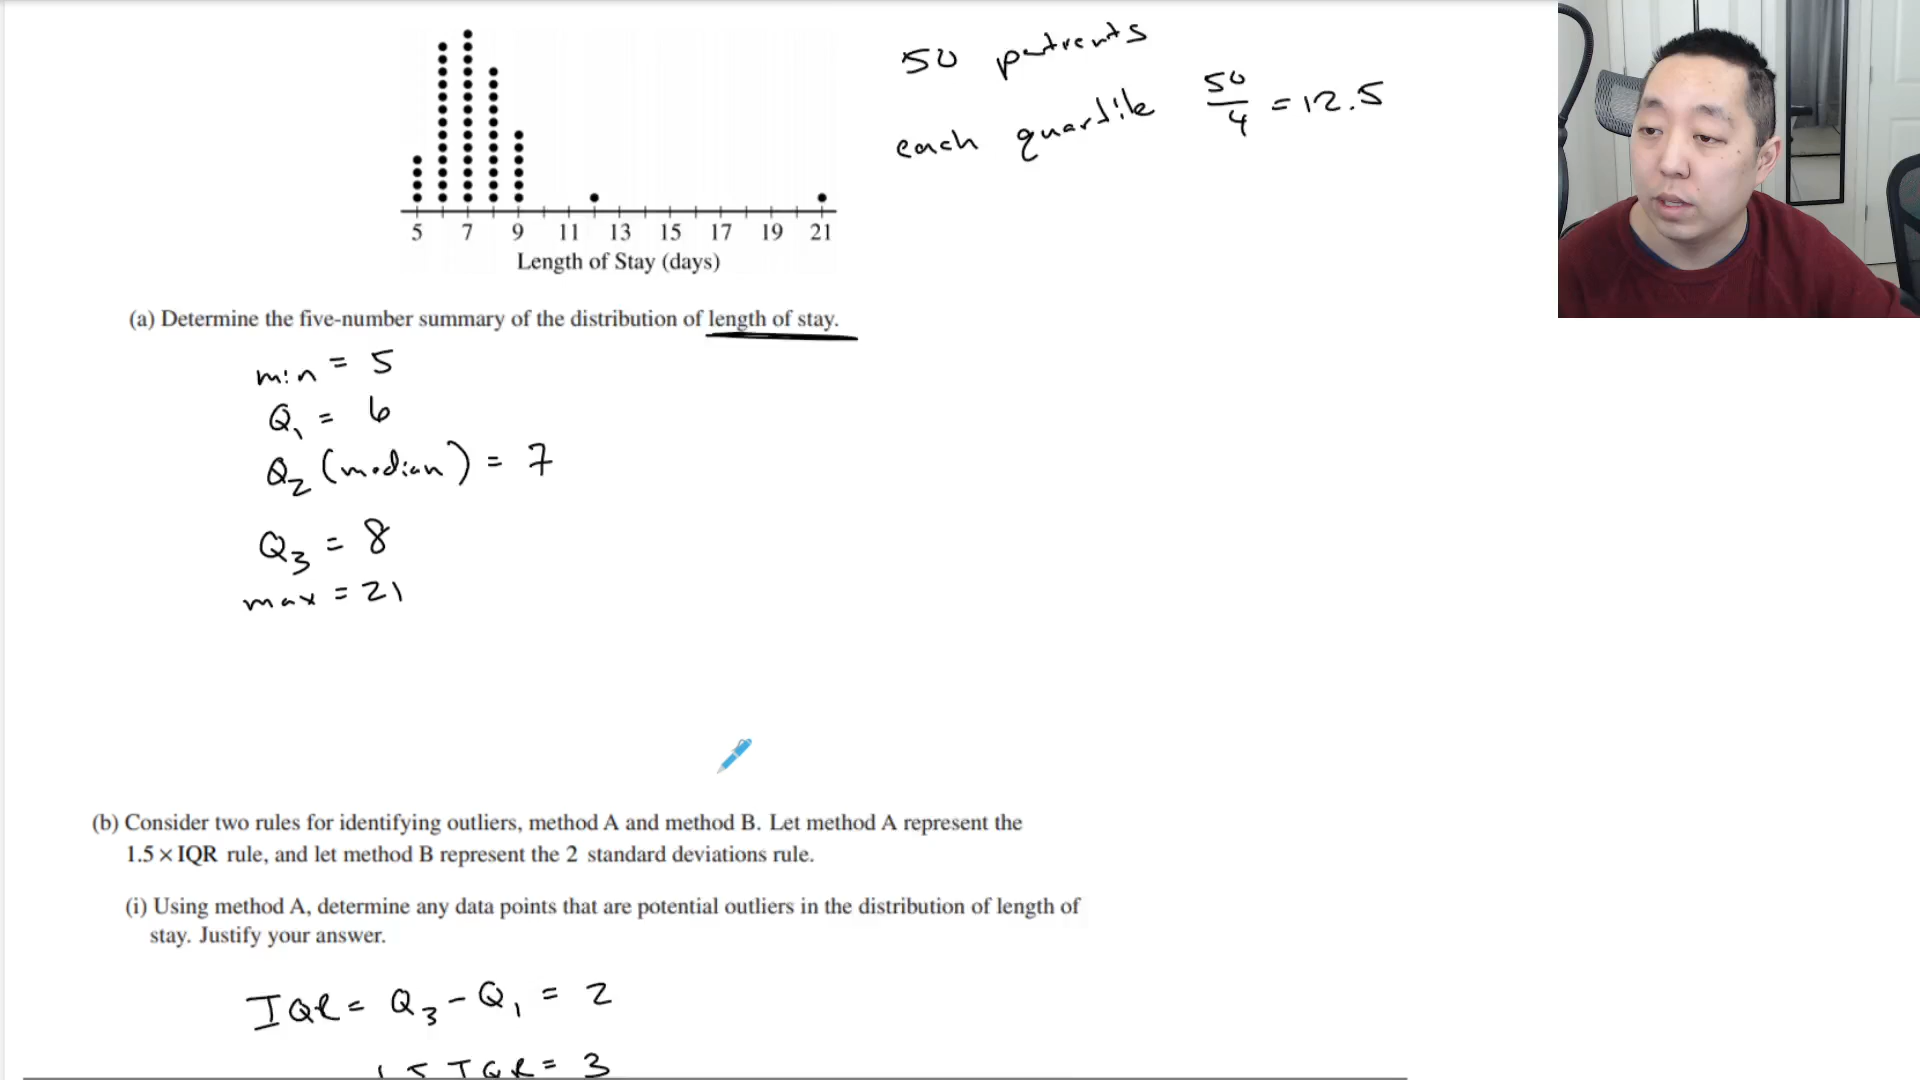 50 patients
each quartile 50/4 = 12.5
5 7 9 11 13 15 17 19 21
Length of Stay (days)
(a) Determine the five-number summary of the distribution of length of stay.
min = 5
Q1 = 6
Q2 (median) = 7
Q3 = 8
max = 21
(b) Consider two rules for identifying outliers, method A and method B. Let method A represent the
1.5 × IQR rule, and let method B represent the 2 standard deviations rule.
(i) Using method A, determine any data points that are potential outliers in the distribution of length of
stay. Justify your answer.
IQR = Q3 - Q1 = 2
1.5 IQR = 3